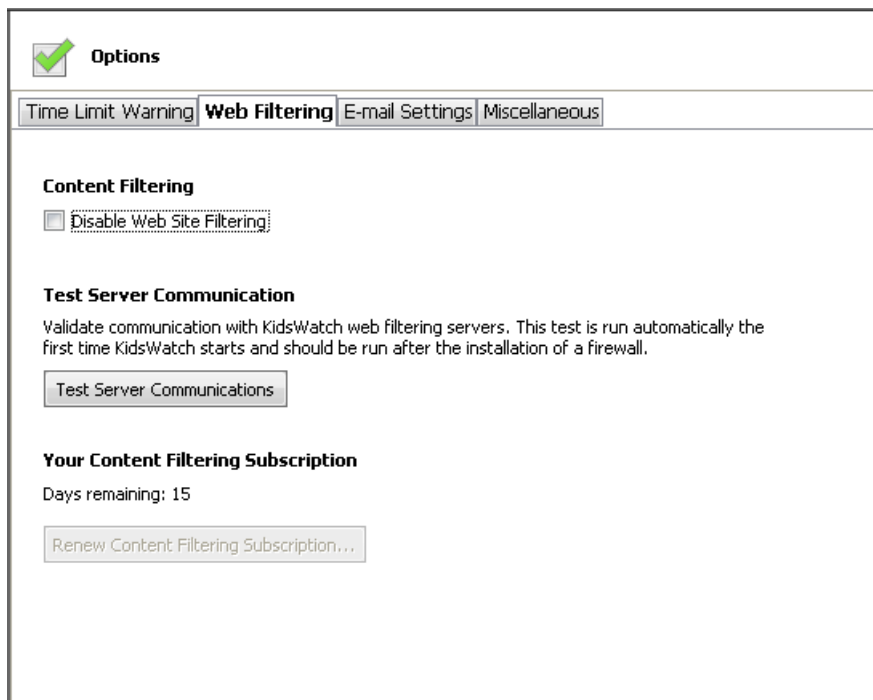 Options
Time Limit Warning Web Filtering E-mail Settings Miscellaneous
Content Filtering
Disable Web Site Filtering
Test Server Communication
Validate communication with KidsWatch web filtering servers. This test is run automatically the
first time KidsWatch starts and should be run after the installation of a firewall.
Test Server Communications
Your Content Filtering Subscription
Days remaining: 15
Renew Content Filtering Subscription...